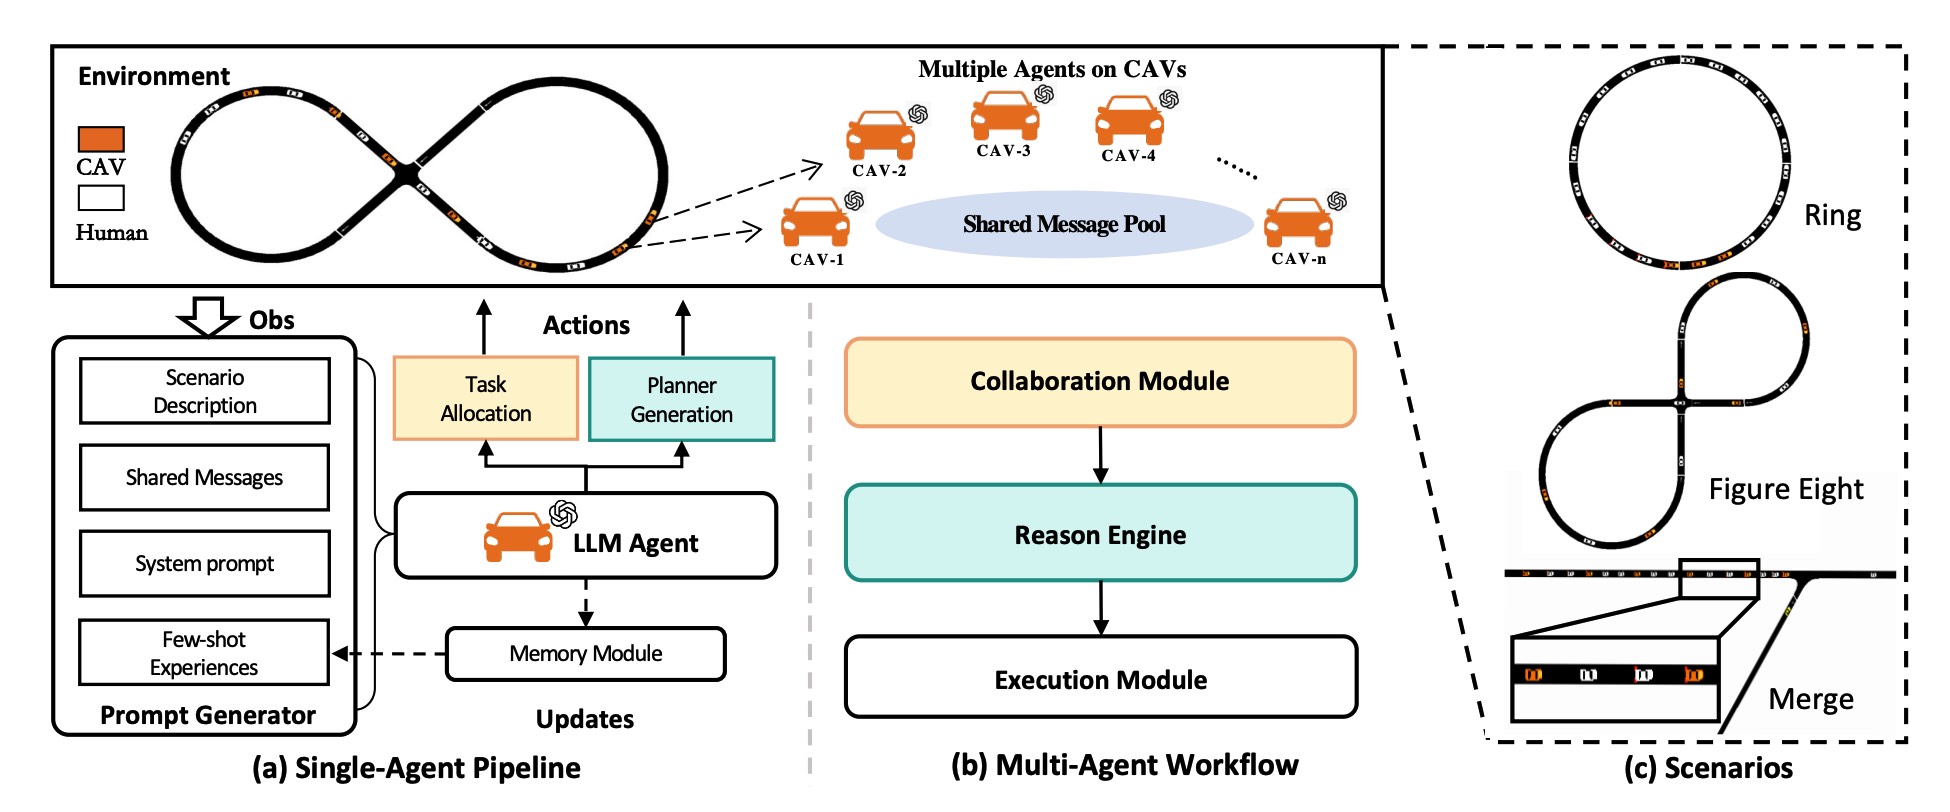 Environment
CAV
Human
Multiple Agents on CAVs
CAV-1
CAV-2
CAV-3
CAV-4
CAV-n
Shared Message Pool
Obs
Scenario
Description
Shared Messages
System prompt
Few-shot
Experiences
Prompt Generator
Actions
Task
Allocation
Planner
Generation
LLM Agent
Memory Module
Updates
(a) Single-Agent Pipeline
Collaboration Module
Reason Engine
Execution Module
(b) Multi-Agent Workflow
Ring
Figure Eight
Merge
(c) Scenarios